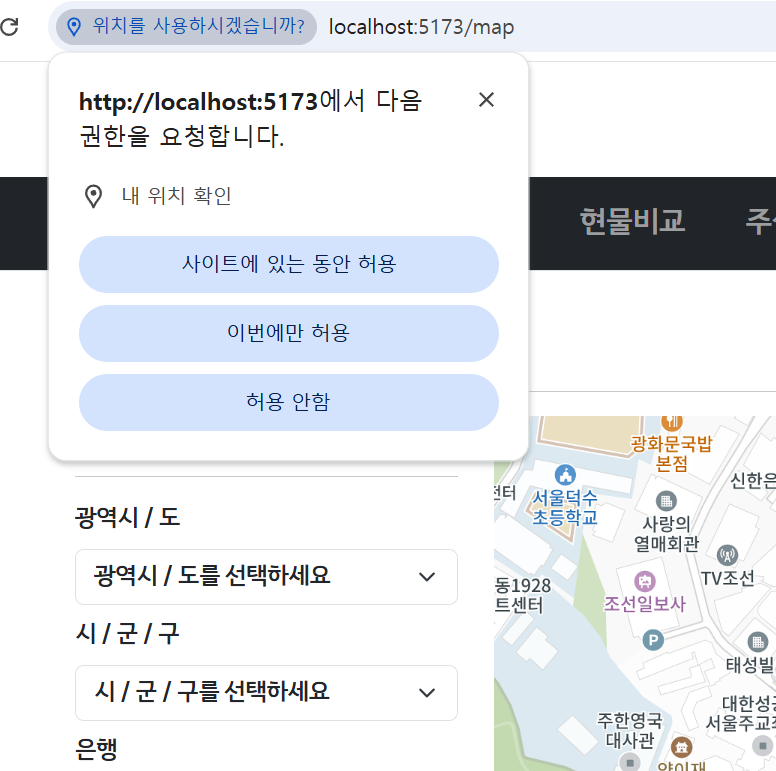 위치를 사용하시겠습니까? localhost:5173/map
http://localhost:5173에서 다음
권한을 요청합니다.
내 위치 확인
사이트에 있는 동안 허용
이번에만 허용
허용 안함
현물비교
광역시 / 도
광역시 / 도를 선택하세요
시 / 군 / 구
시 / 군 / 구를 선택하세요
은행
광화문국밥
본점
신한은
센터
서울덕수
초등학교
사랑의
열매회관
TV조선
동1928
트센터
조선일보사
P
태성빌
대한성공
서울주교좌
주한영국
대사관